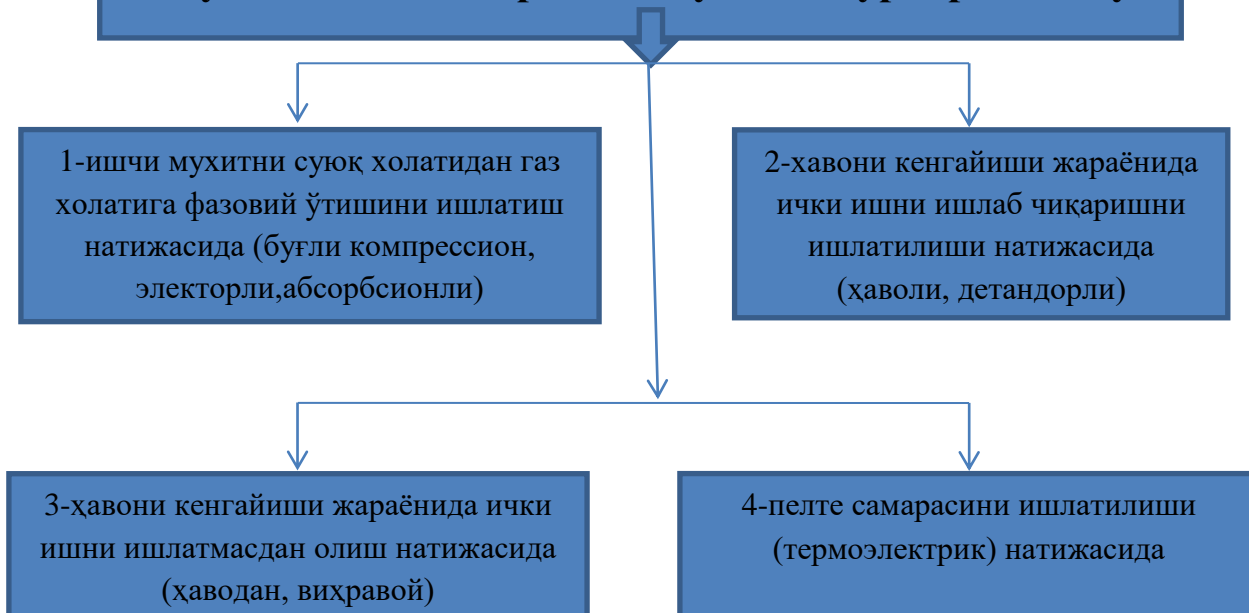 1-ишчи мухитни суюқ холатидан газ
холатига фазовий ўтишини ишлатиш
натижасида (буғли компрессион,
электорли,абсорбсионли)
2-хавони кенгайиши жараёнида
ички ишни ишлаб чиқаришни
ишлатилиши натижасида
(ҳаволи, детандорли)
3-ҳавони кенгайиши жараёнида ички
ишни ишлатмасдан олиш натижасида
(ҳаводан, виҳравой)
4-пелте самарасини ишлатилиши
(термоэлектрик) натижасида